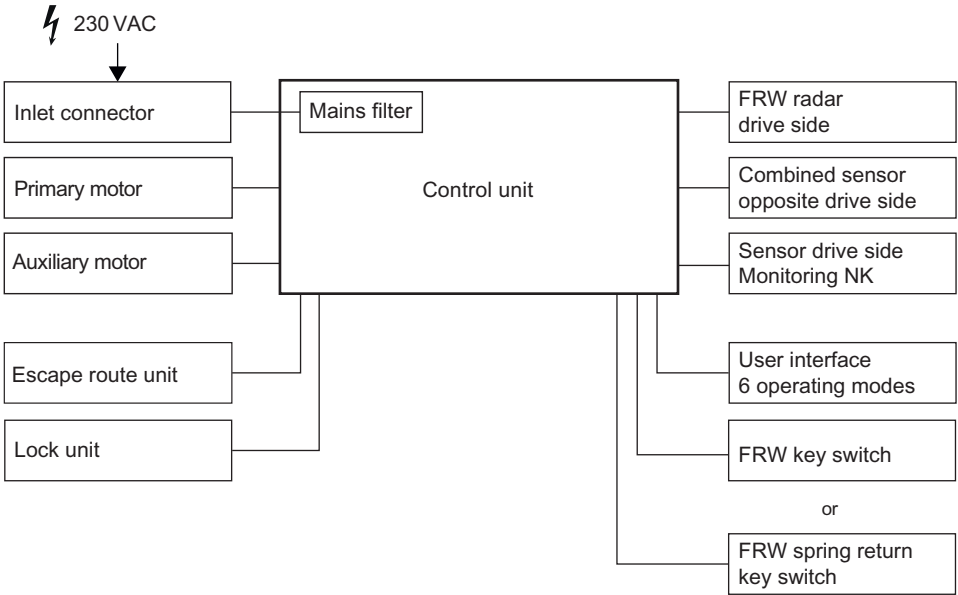 230 VAC
Inlet connector
Primary motor
Auxiliary motor
Escape route unit
Lock unit
Mains filter
Control unit
FRW radar
drive side
Combined sensor
opposite drive side
Sensor drive side
Monitoring NK
User interface
6 operating modes
FRW key switch
or
FRW spring return
key switch